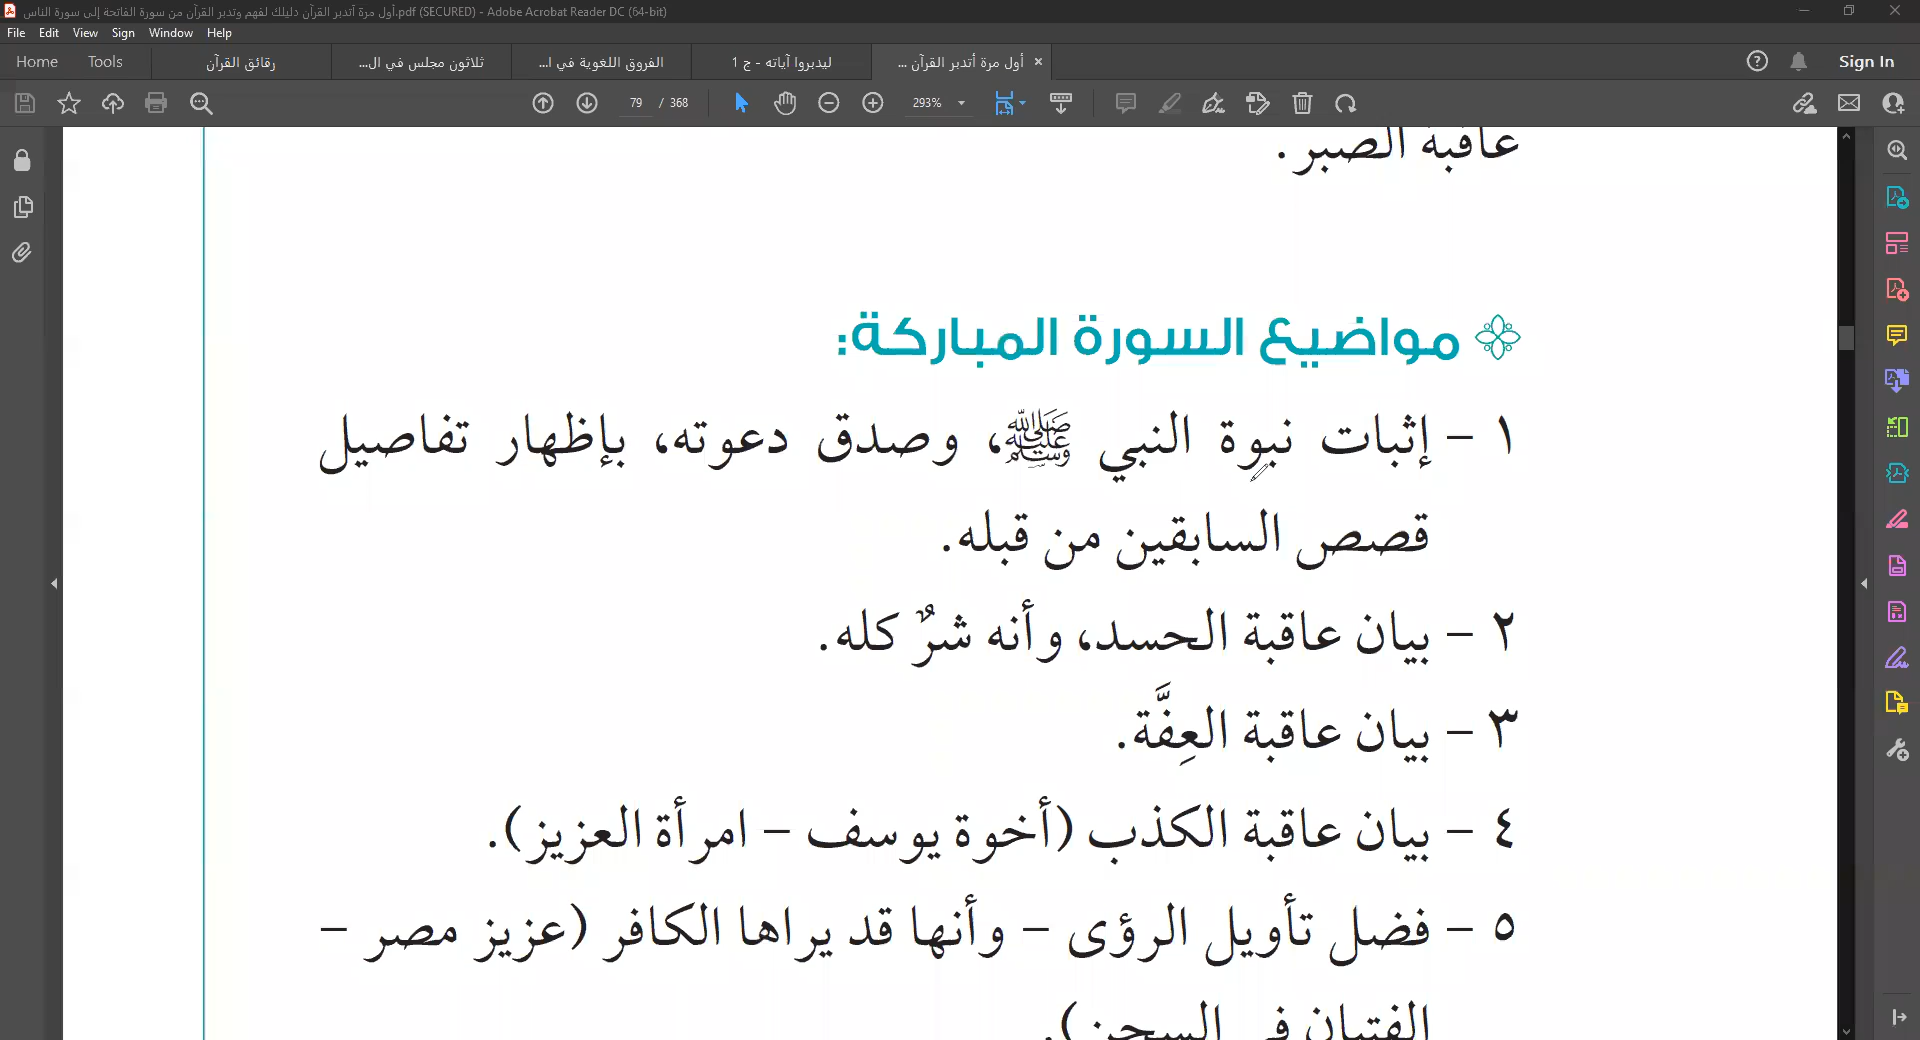 أول مرة أتدبر القرآن دليلك لفهم وتدبر القرآن من سورة الفاتحة إلى سورة الناس.pdf (SECURED) - Adobe Acrobat Reader DC (64-bit)
File Edit View Sign Window Help
Home Tools رقائق القرآن ثلاثون مجلس في ال... الفروق اللغوية في ا... ليدبروا آياته - ج 1 أول مرة أتدبر القرآن ... Sign In
79 / 368 293%
عاقبة الصبر.
مواضيع السورة المباركة:
١ – إثبات نبوة النبي ﷺ، وصدق دعوته، بإظهار تفاصيل
قصص السابقين من قبله.
٢ – بيان عاقبة الحسد، وأنه شرٌ كله.
٣ – بيان عاقبة العِفَّة.
٤ – بيان عاقبة الكذب (أخوة يوسف – امرأة العزيز).
٥ – فضل تأويل الرؤى – وأنها قد يراها الكافر (عزيز مصر –
الفتيان في السجن).